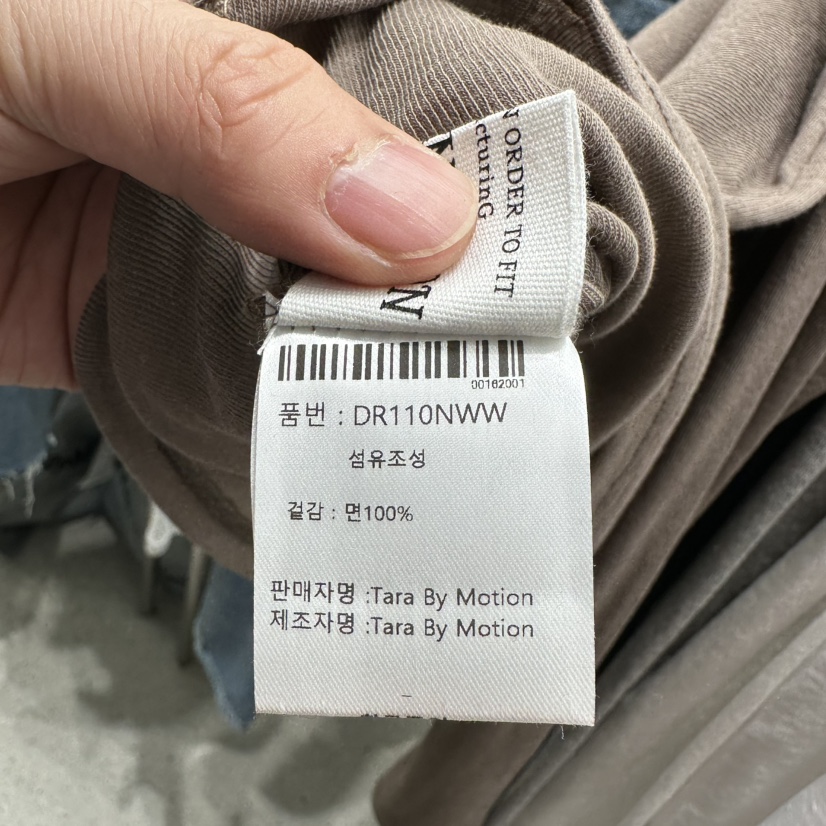 ORDER TO FIT
cturinG
00162001
품번 : DR110NWW
섬유조성
겉감 : 면100%
판매자명 :Tara By Motion
제조자명 :Tara By Motion